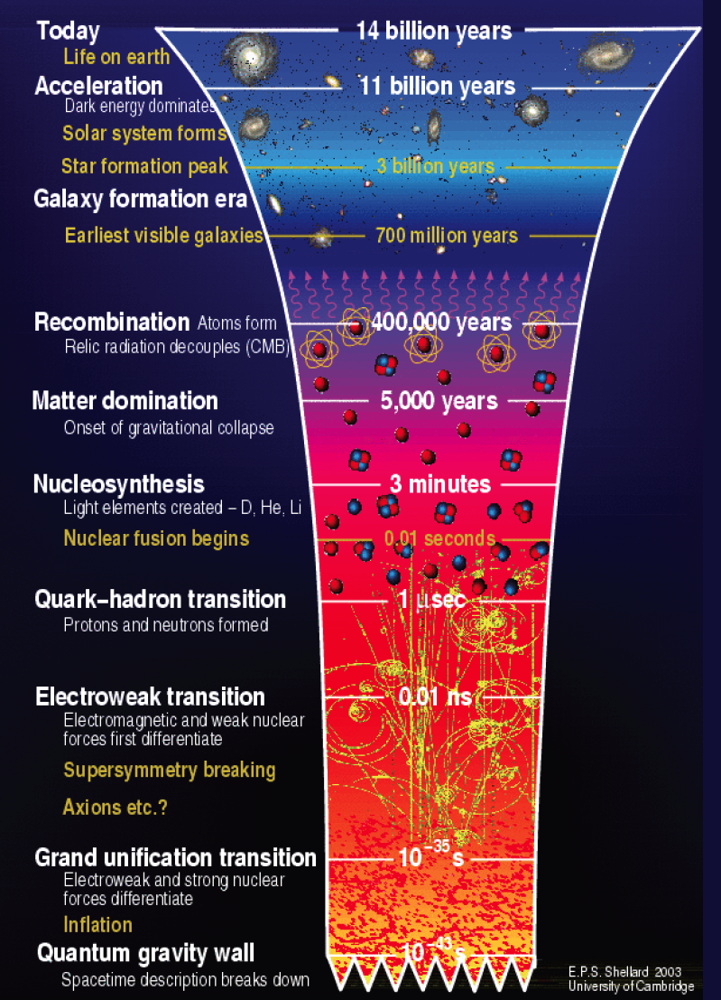 Today 14 billion years
Life on earth
Acceleration 11 billion years
Dark energy dominates
Solar system forms
Star formation peak 3 billion years
Galaxy formation era
Earliest visible galaxies 700 million years
Recombination Atoms form 400,000 years
Relic radiation decouples (CMB)
Matter domination 5,000 years
Onset of gravitational collapse
Nucleosynthesis 3 minutes
Light elements created – D, He, Li
Nuclear fusion begins 0.01 seconds
Quark–hadron transition 1 μsec
Protons and neutrons formed
Electroweak transition 0.01 ns
Electromagnetic and weak nuclear
forces first differentiate
Supersymmetry breaking
Axions etc.?
Grand unification transition 10⁻³⁵ s
Electroweak and strong nuclear
forces differentiate
Inflation
Quantum gravity wall 10⁻⁴³ s
Spacetime description breaks down
E.P.S. Shellard 2003
University of Cambridge